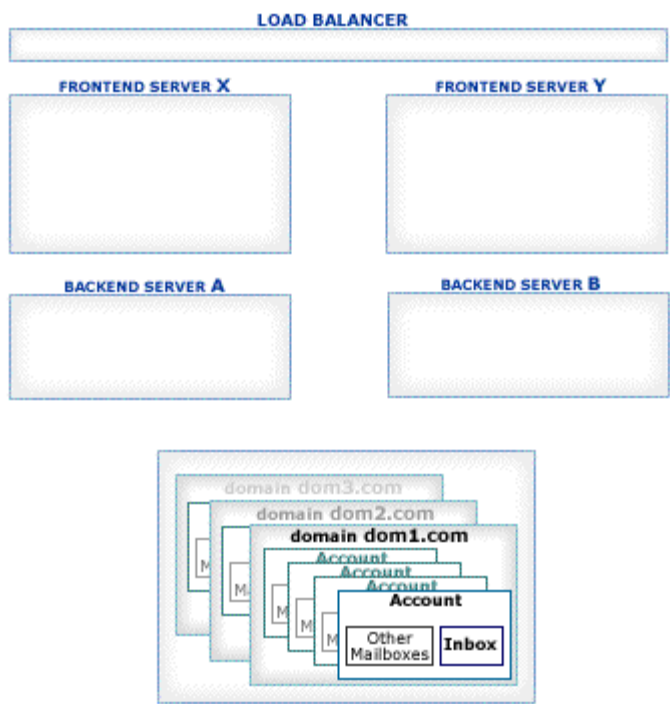 LOAD BALANCER
FRONTEND SERVER X
FRONTEND SERVER Y
BACKEND SERVER A
BACKEND SERVER B
domain dom3.com
domain dom2.com
domain dom1.com
Account
Account
Account
Account
M
Ma
M
M
M
Other
Mailboxes
Inbox